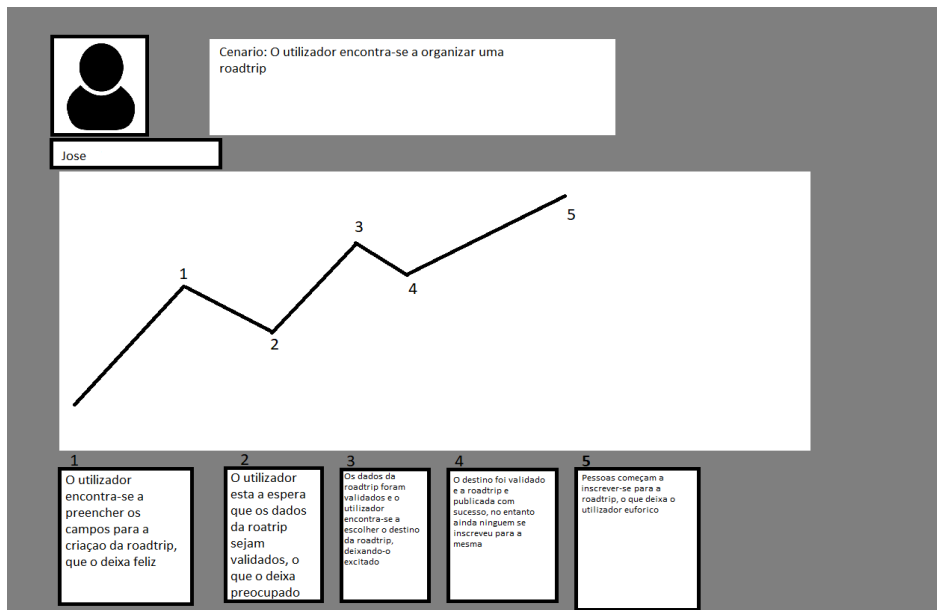 Cenario: O utilizador encontra-se a organizar uma
roadtrip
Jose
1
2
3
4
5
1
O utilizador
encontra-se a
preencher os
campos para a
criaçao da roadtrip,
que o deixa feliz
2
O utilizador
esta a espera
que os dados
da roatrip
sejam
validados, o
que o deixa
preocupado
3
Os dados da
roadtrip foram
validados e o
utilizador
encontra-se a
escolher o destino
da roadtrip,
deixando-o
excitado
4
O destino foi validado
e a roadtrip e
publicada com
sucesso, no entanto
ainda ninguem se
inscreveu para a
mesma
5
Pessoas começam a
inscrever-se para a
roadtrip, o que deixa o
utilizador euforico